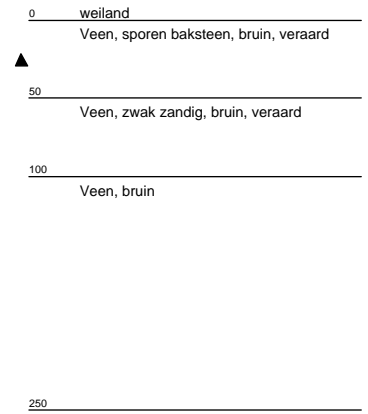 0 weiland
Veen, sporen baksteen, bruin, veraard
50
Veen, zwak zandig, bruin, veraard
100
Veen, bruin
250